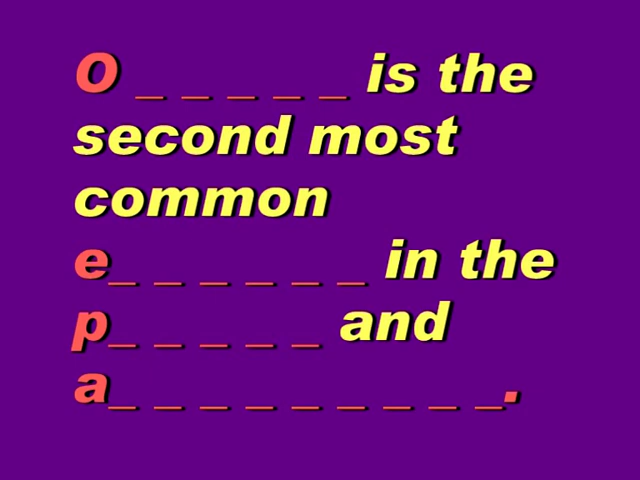 O _ _ _ _ _ is the
second most
common
e_ _ _ _ _ _ in the
p_ _ _ _ _ and
a_ _ _ _ _ _ _ _ _.